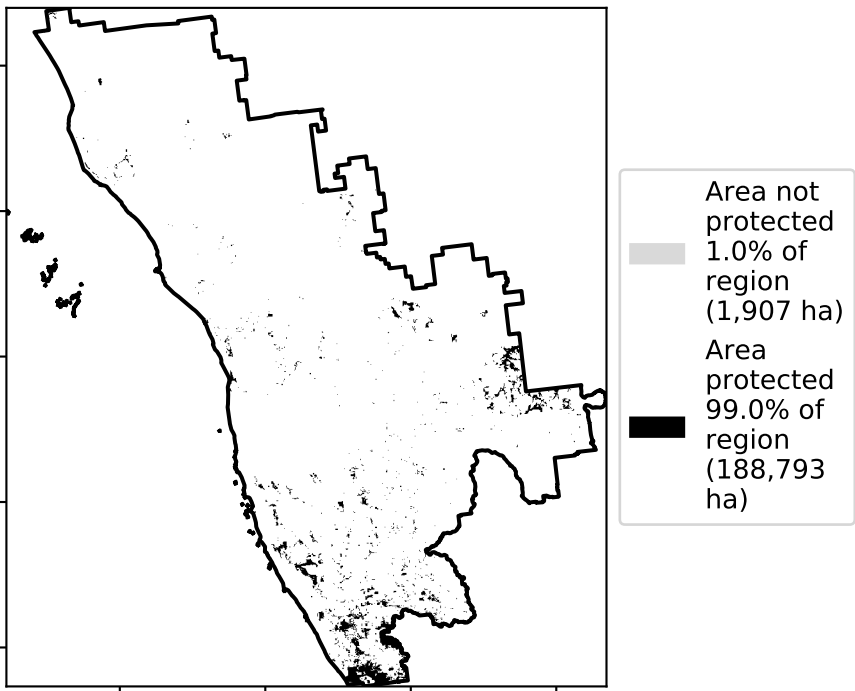 Area not
protected
1.0% of
region
(1,907 ha)
Area
protected
99.0% of
region
(188,793
ha)